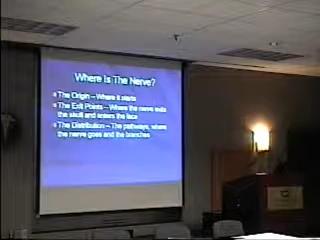 Where Is The Nerve?
The Origin – Where it starts
The Exit Points – Where the nerve exits
the skull and enters the face
The Distribution – The pathways, where
the nerve goes and the branches